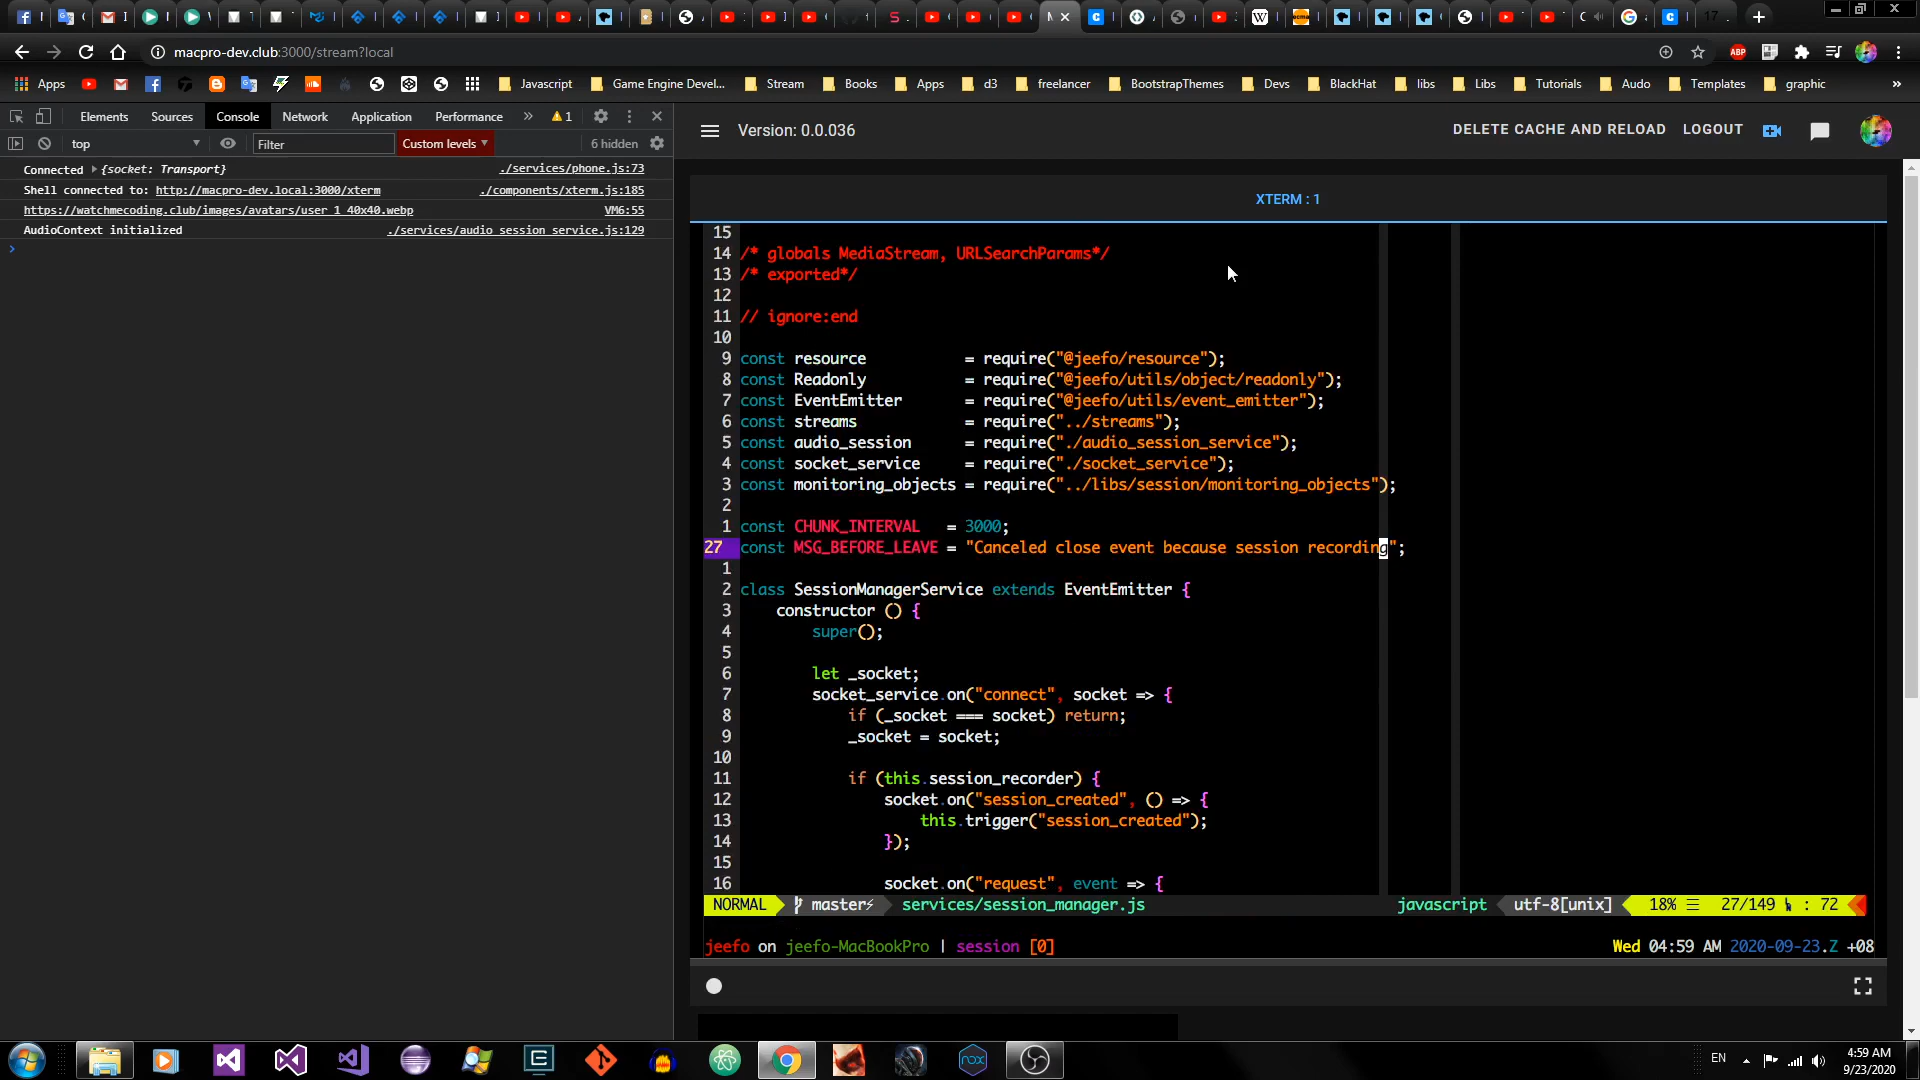 macpro-dev.club:3000/stream?local
Apps
Javascript
Game Engine Devel...
Stream
Books
Apps
d3
freelancer
BootstrapThemes
Devs
BlackHat
libs
Libs
Tutorials
Audo
Templates
graphic
»
Elements Sources Console Network Application Performance » 1
top Filter Custom levels 6 hidden
Connected {socket: Transport} ./services/phone.js:73
Shell connected to: http://macpro-dev.local:3000/xterm ./components/xterm.js:185
https://watchmecoding.club/images/avatars/user_1_40x40.webp VM6:55
AudioContext initialized ./services/audio_session_service.js:129
Version: 0.0.036
DELETE CACHE AND RELOAD LOGOUT
XTERM : 1
15
14 /* globals MediaStream, URLSearchParams*/
13 /* exported*/
12
11 // ignore:end
10
9 const resource = require("@jeefo/resource");
8 const Readonly = require("@jeefo/utils/object/readonly");
7 const EventEmitter = require("@jeefo/utils/event_emitter");
6 const streams = require("../streams");
5 const audio_session = require("./audio_session_service");
4 const socket_service = require("./socket_service");
3 const monitoring_objects = require("../libs/session/monitoring_objects");
2
1 const CHUNK_INTERVAL = 3000;
27 const MSG_BEFORE_LEAVE = "Canceled close event because session recording";
1
2 class SessionManagerService extends EventEmitter {
3 constructor () {
4 super();
5
6 let _socket;
7 socket_service.on("connect", socket => {
8 if (_socket === socket) return;
9 _socket = socket;
10
11 if (this.session_recorder) {
12 socket.on("session_created", () => {
13 this.trigger("session_created");
14 });
15
16 socket.on("request", event => {
NORMAL master⚡ services/session_manager.js javascript utf-8[unix] 18% ☰ 27/149 : 72
jeefo on jeefo-MacBookPro | session [0] Wed 04:59 AM 2020-09-23.Z +08
EN
4:59 AM
9/23/2020